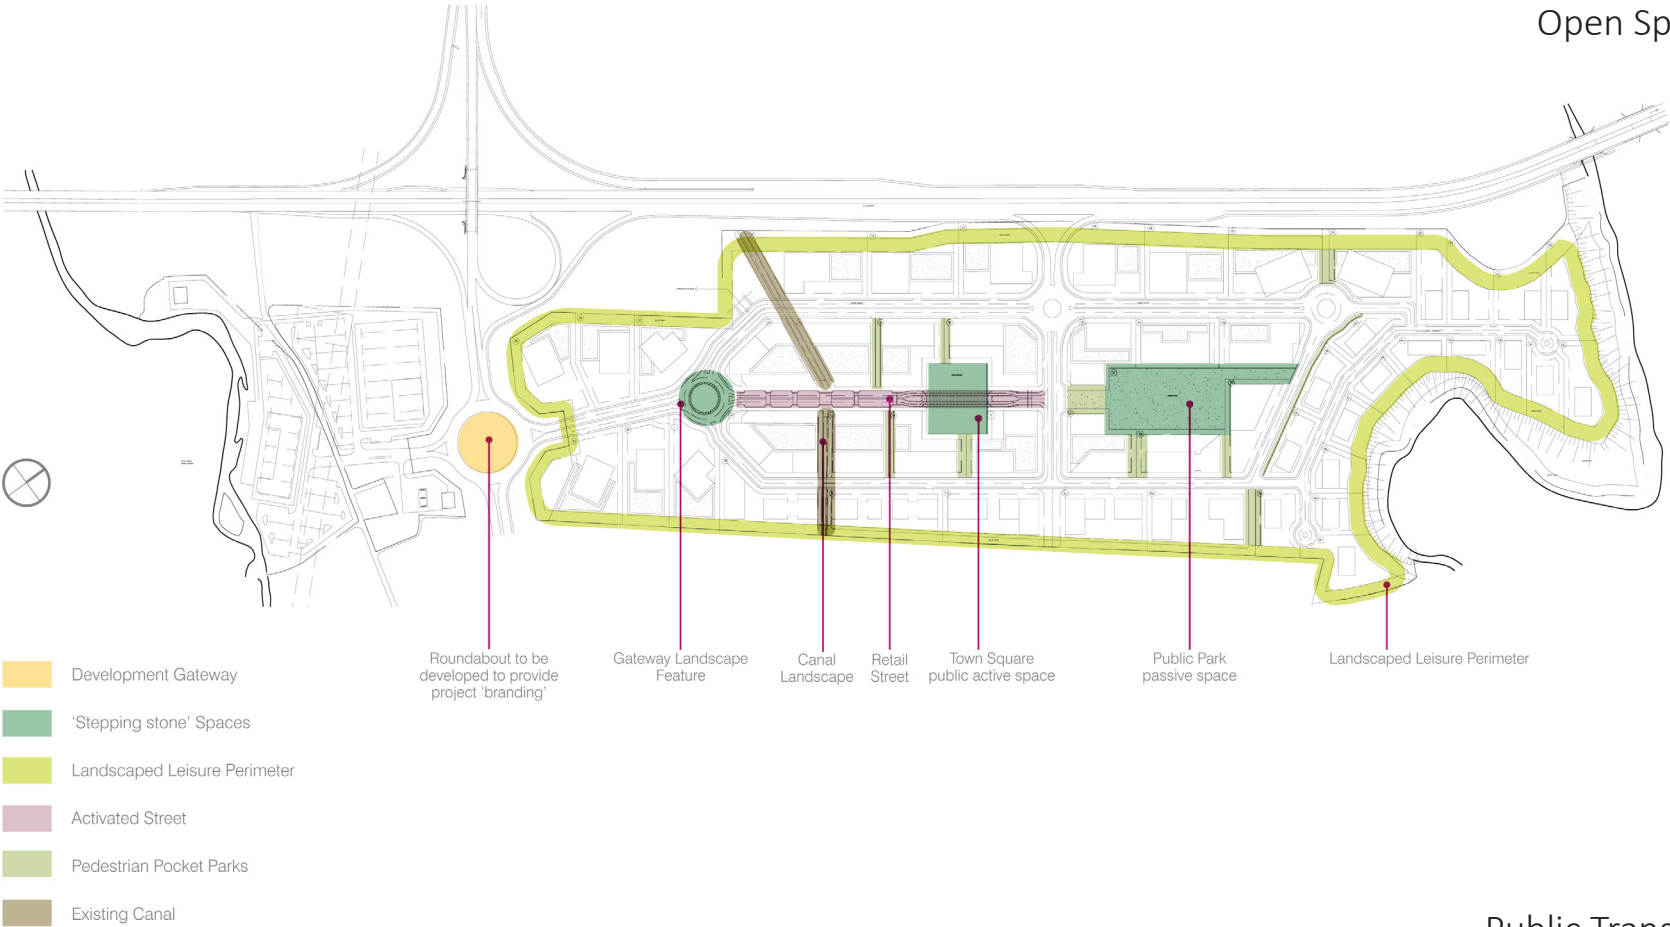 Open Sp
Roundabout to be
developed to provide
project ‘branding’
Gateway Landscape
Feature
Canal
Landscape
Retail
Street
Town Square
public active space
Public Park
passive space
Landscaped Leisure Perimeter
Development Gateway
‘Stepping stone’ Spaces
Landscaped Leisure Perimeter
Activated Street
Pedestrian Pocket Parks
Existing Canal
Public Trans